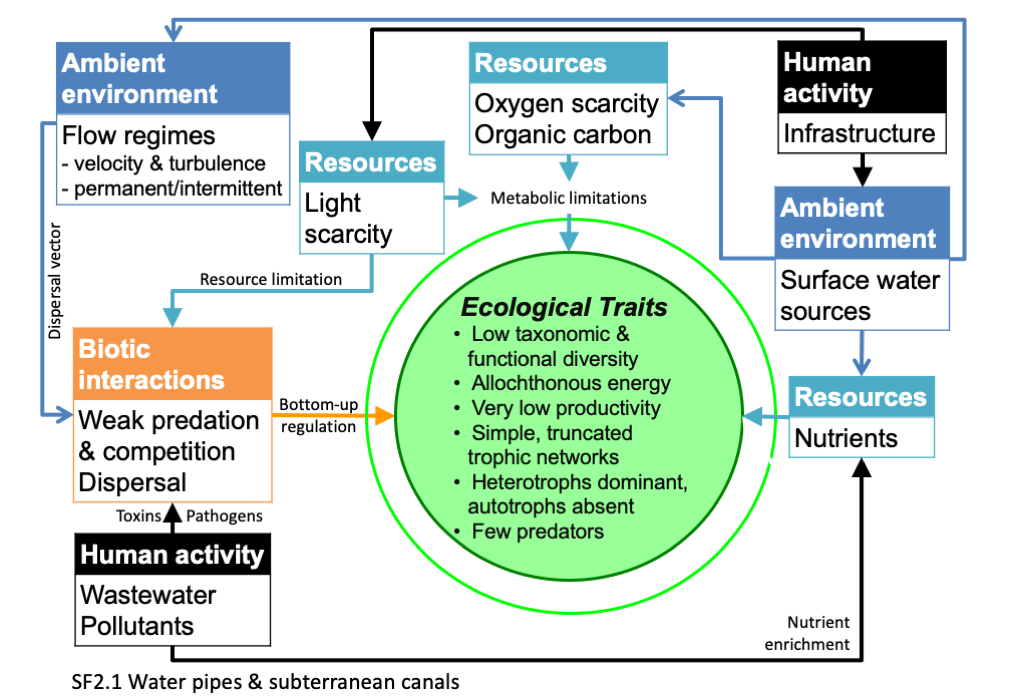 Ambient
environment
Flow regimes
- velocity & turbulence
- permanent/intermittent
Resources
Oxygen scarcity
Organic carbon
Human
activity
Infrastructure
Resources
Light
scarcity
Metabolic limitations
Ambient
environment
Surface water
sources
Dispersal vector
Resource limitation
Biotic
interactions
Weak predation
& competition
Dispersal
Bottom-up
regulation
Ecological Traits
• Low taxonomic &
functional diversity
• Allochthonous energy
• Very low productivity
• Simple, truncated
trophic networks
• Heterotrophs dominant,
autotrophs absent
• Few predators
Resources
Nutrients
Toxins Pathogens
Human activity
Wastewater
Pollutants
Nutrient
enrichment
SF2.1 Water pipes & subterranean canals